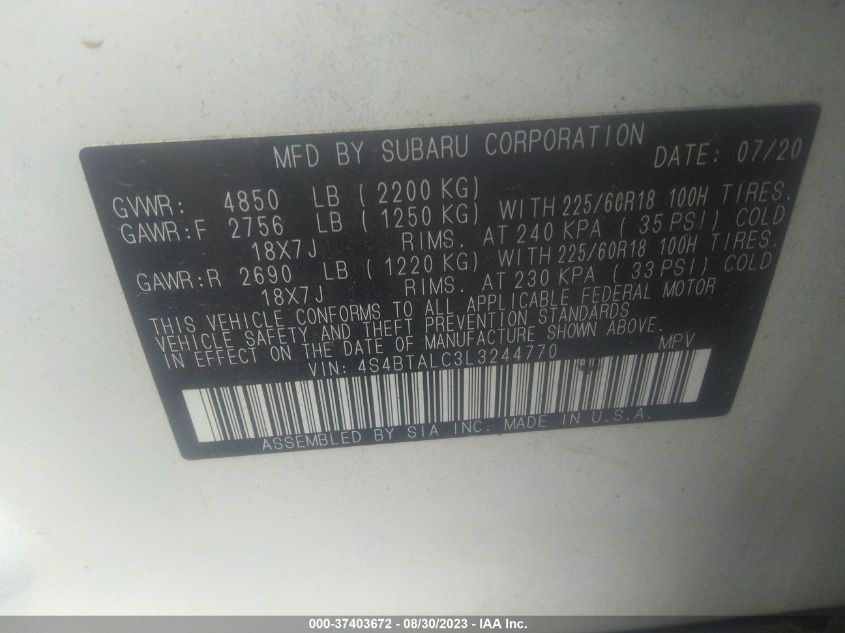 MFD BY SUBARU CORPORATION DATE: 07/20
GVWR: 4850 LB (2200 KG)
GAWR:F 2756 LB (1250 KG) WITH 225/60R18 100H TIRES.
18X7J RIMS. AT 240 KPA (35 PSI) COLD
GAWR:R 2690 LB (1220 KG) WITH 225/60R18 100H TIRES.
18X7J RIMS. AT 230 KPA (33 PSI) COLD
THIS VEHICLE CONFORMS TO ALL APPLICABLE FEDERAL MOTOR
VEHICLE SAFETY AND THEFT PREVENTION STANDARDS
IN EFFECT ON THE DATE OF MANUFACTURE SHOWN ABOVE.
VIN: 4S4BTALC3L3244770 MPV
ASSEMBLED BY SIA INC. MADE IN U.S.A.
000-37403672 - 08/30/2023 - IAA Inc.